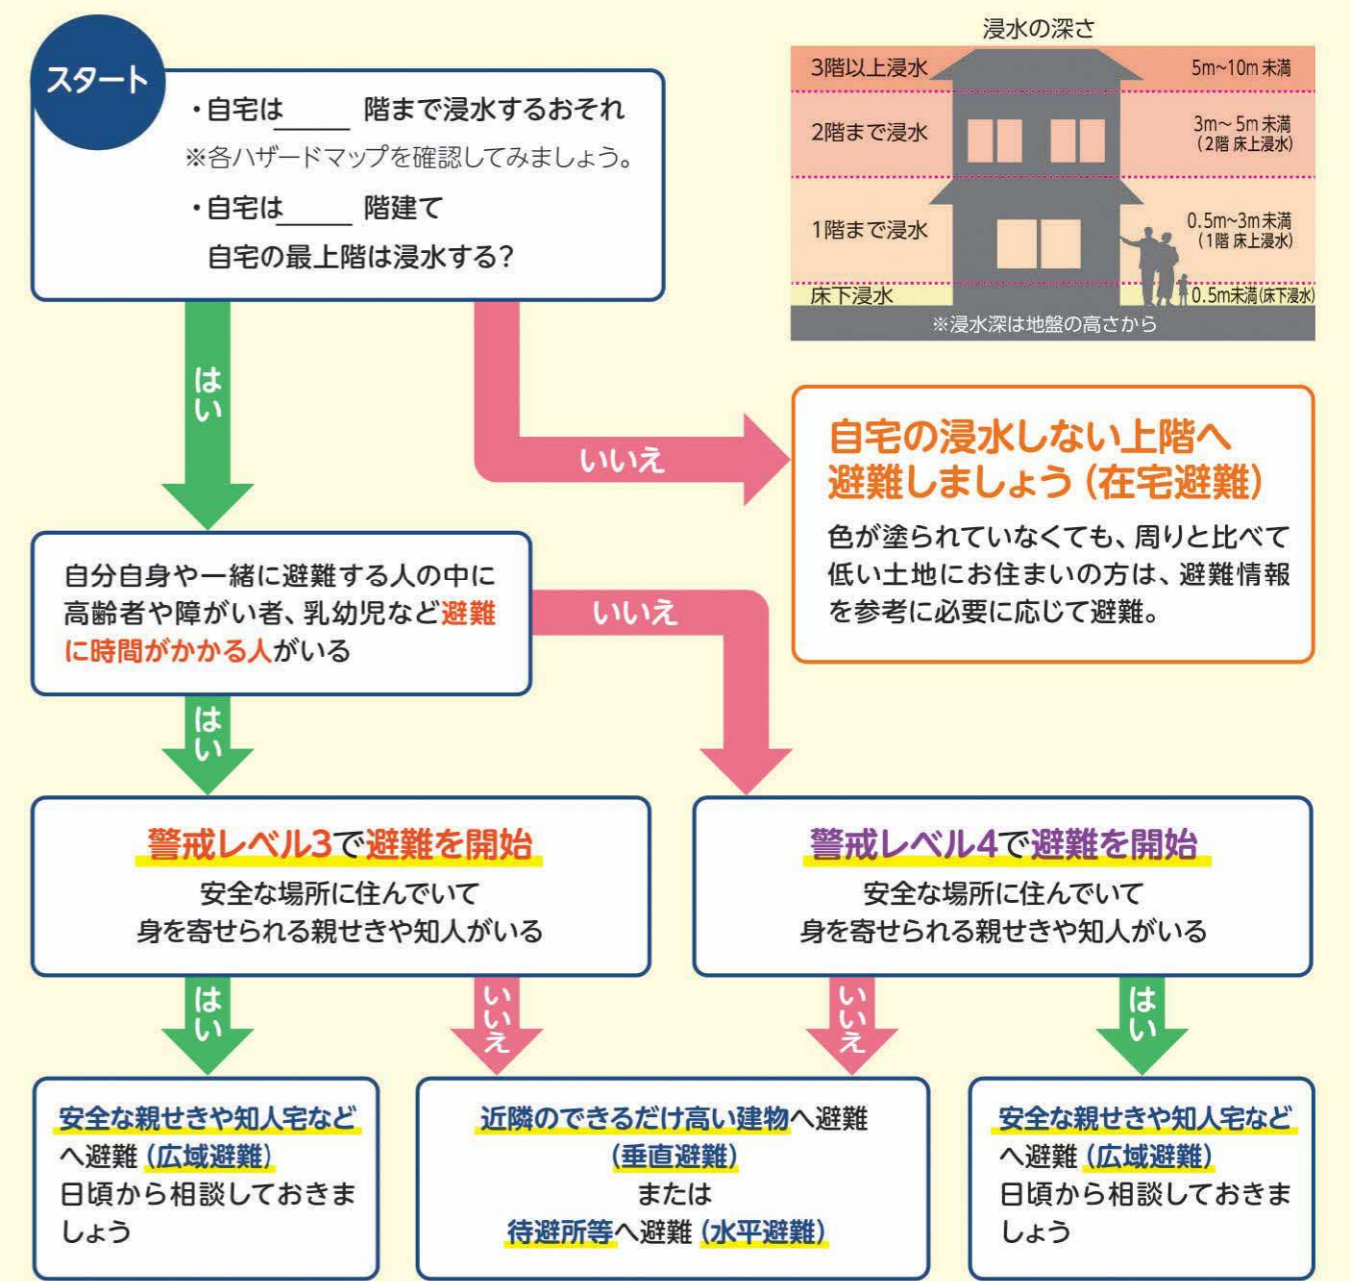 スタート
・自宅は____階まで浸水するおそれ
※各ハザードマップを確認してみましょう。
・自宅は____階建て
自宅の最上階は浸水する?
浸水の深さ
3階以上浸水 5m~10m未満
2階まで浸水 3m~5m未満
(2階 床上浸水)
1階まで浸水 0.5m~3m未満
(1階 床上浸水)
床下浸水 0.5m未満(床下浸水)
※浸水深は地盤の高さから
はい
いいえ
自宅の浸水しない上階へ
避難しましょう(在宅避難)
色が塗られていなくても、周りと比べて
低い土地にお住まいの方は、避難情報
を参考に必要に応じて避難。
自分自身や一緒に避難する人の中に
高齢者や障がい者、乳幼児など避難
に時間がかかる人がいる
いいえ
はい
警戒レベル3で避難を開始
安全な場所に住んでいて
身を寄せられる親せきや知人がいる
警戒レベル4で避難を開始
安全な場所に住んでいて
身を寄せられる親せきや知人がいる
はい
いいえ
いいえ
はい
安全な親せきや知人宅など
へ避難(広域避難)
日頃から相談しておきま
しょう
近隣のできるだけ高い建物へ避難
(垂直避難)
または
待避所等へ避難(水平避難)
安全な親せきや知人宅など
へ避難(広域避難)
日頃から相談しておきま
しょう